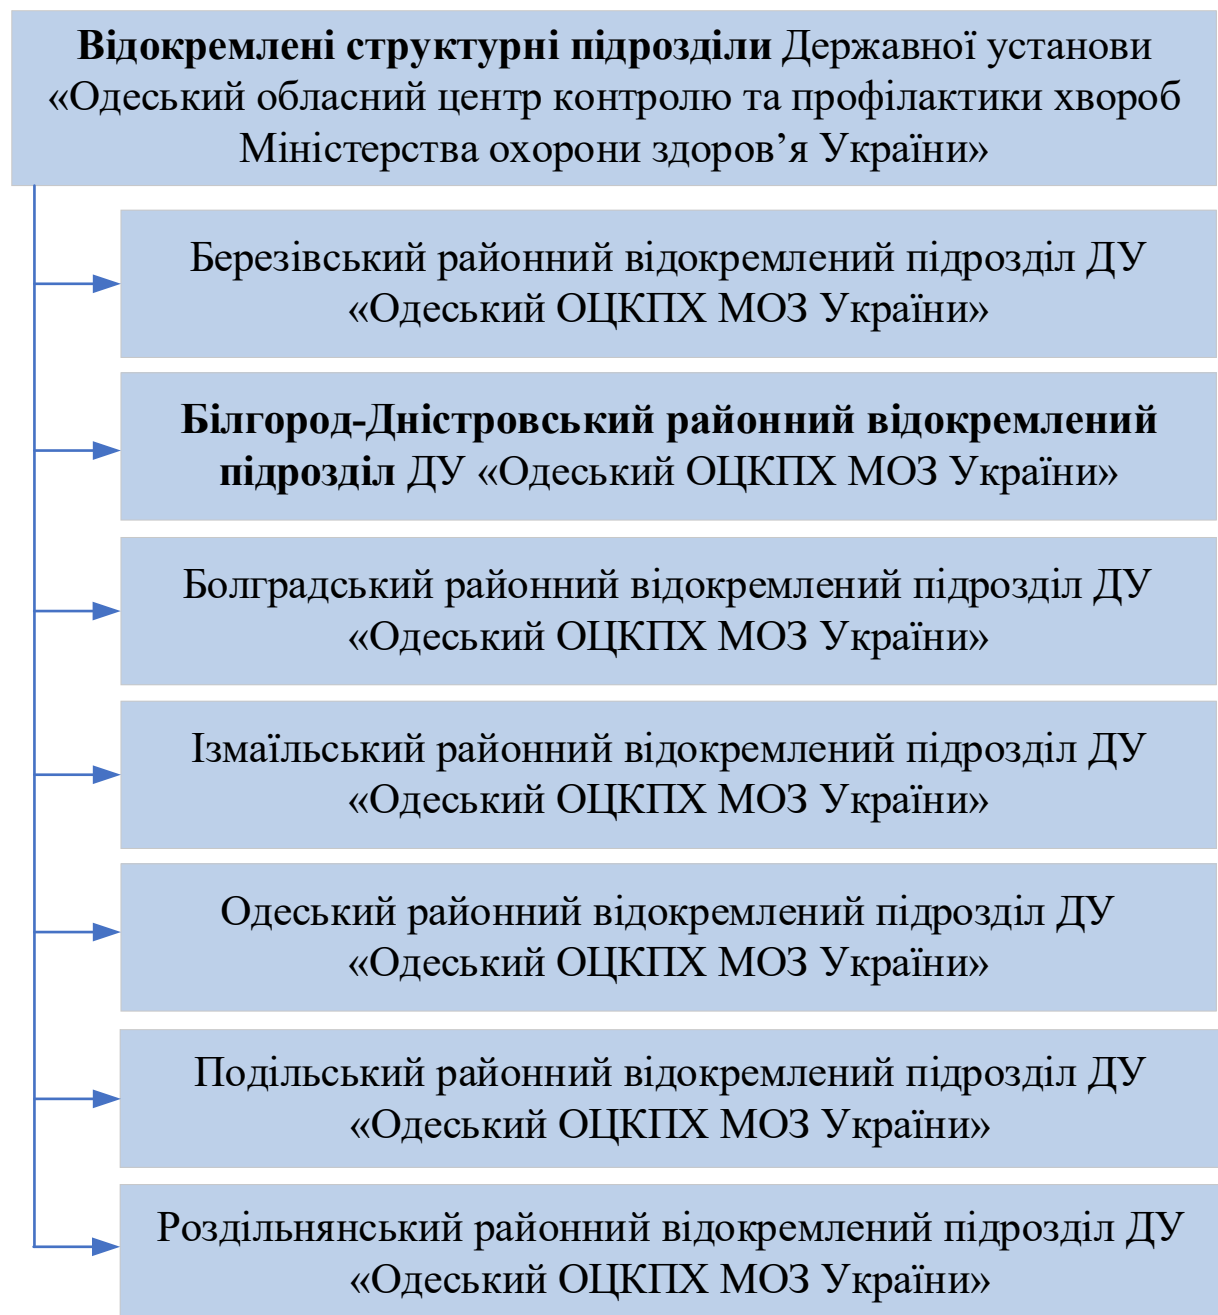 Відокремлені структурні підрозділи Державної установи
«Одеський обласний центр контролю та профілактики хвороб
Міністерства охорони здоров’я України»
Березівський районний відокремлений підрозділ ДУ
«Одеський ОЦКПХ МОЗ України»
Білгород-Дністровський районний відокремлений
підрозділ ДУ «Одеський ОЦКПХ МОЗ України»
Болградський районний відокремлений підрозділ ДУ
«Одеський ОЦКПХ МОЗ України»
Ізмаїльський районний відокремлений підрозділ ДУ
«Одеський ОЦКПХ МОЗ України»
Одеський районний відокремлений підрозділ ДУ
«Одеський ОЦКПХ МОЗ України»
Подільський районний відокремлений підрозділ ДУ
«Одеський ОЦКПХ МОЗ України»
Роздільнянський районний відокремлений підрозділ ДУ
«Одеський ОЦКПХ МОЗ України»